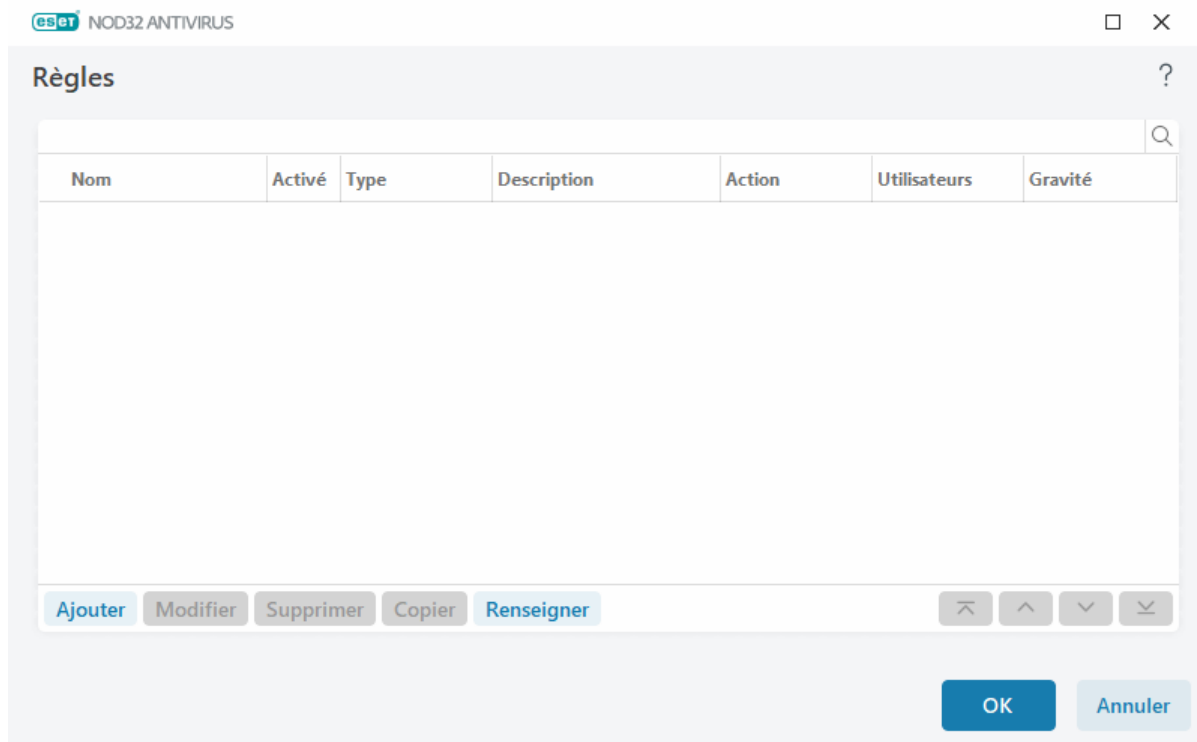 eset NOD32 ANTIVIRUS
Règles
?
Nom Activé Type Description Action Utilisateurs Gravité
Ajouter Modifier Supprimer Copier Renseigner
OK Annuler